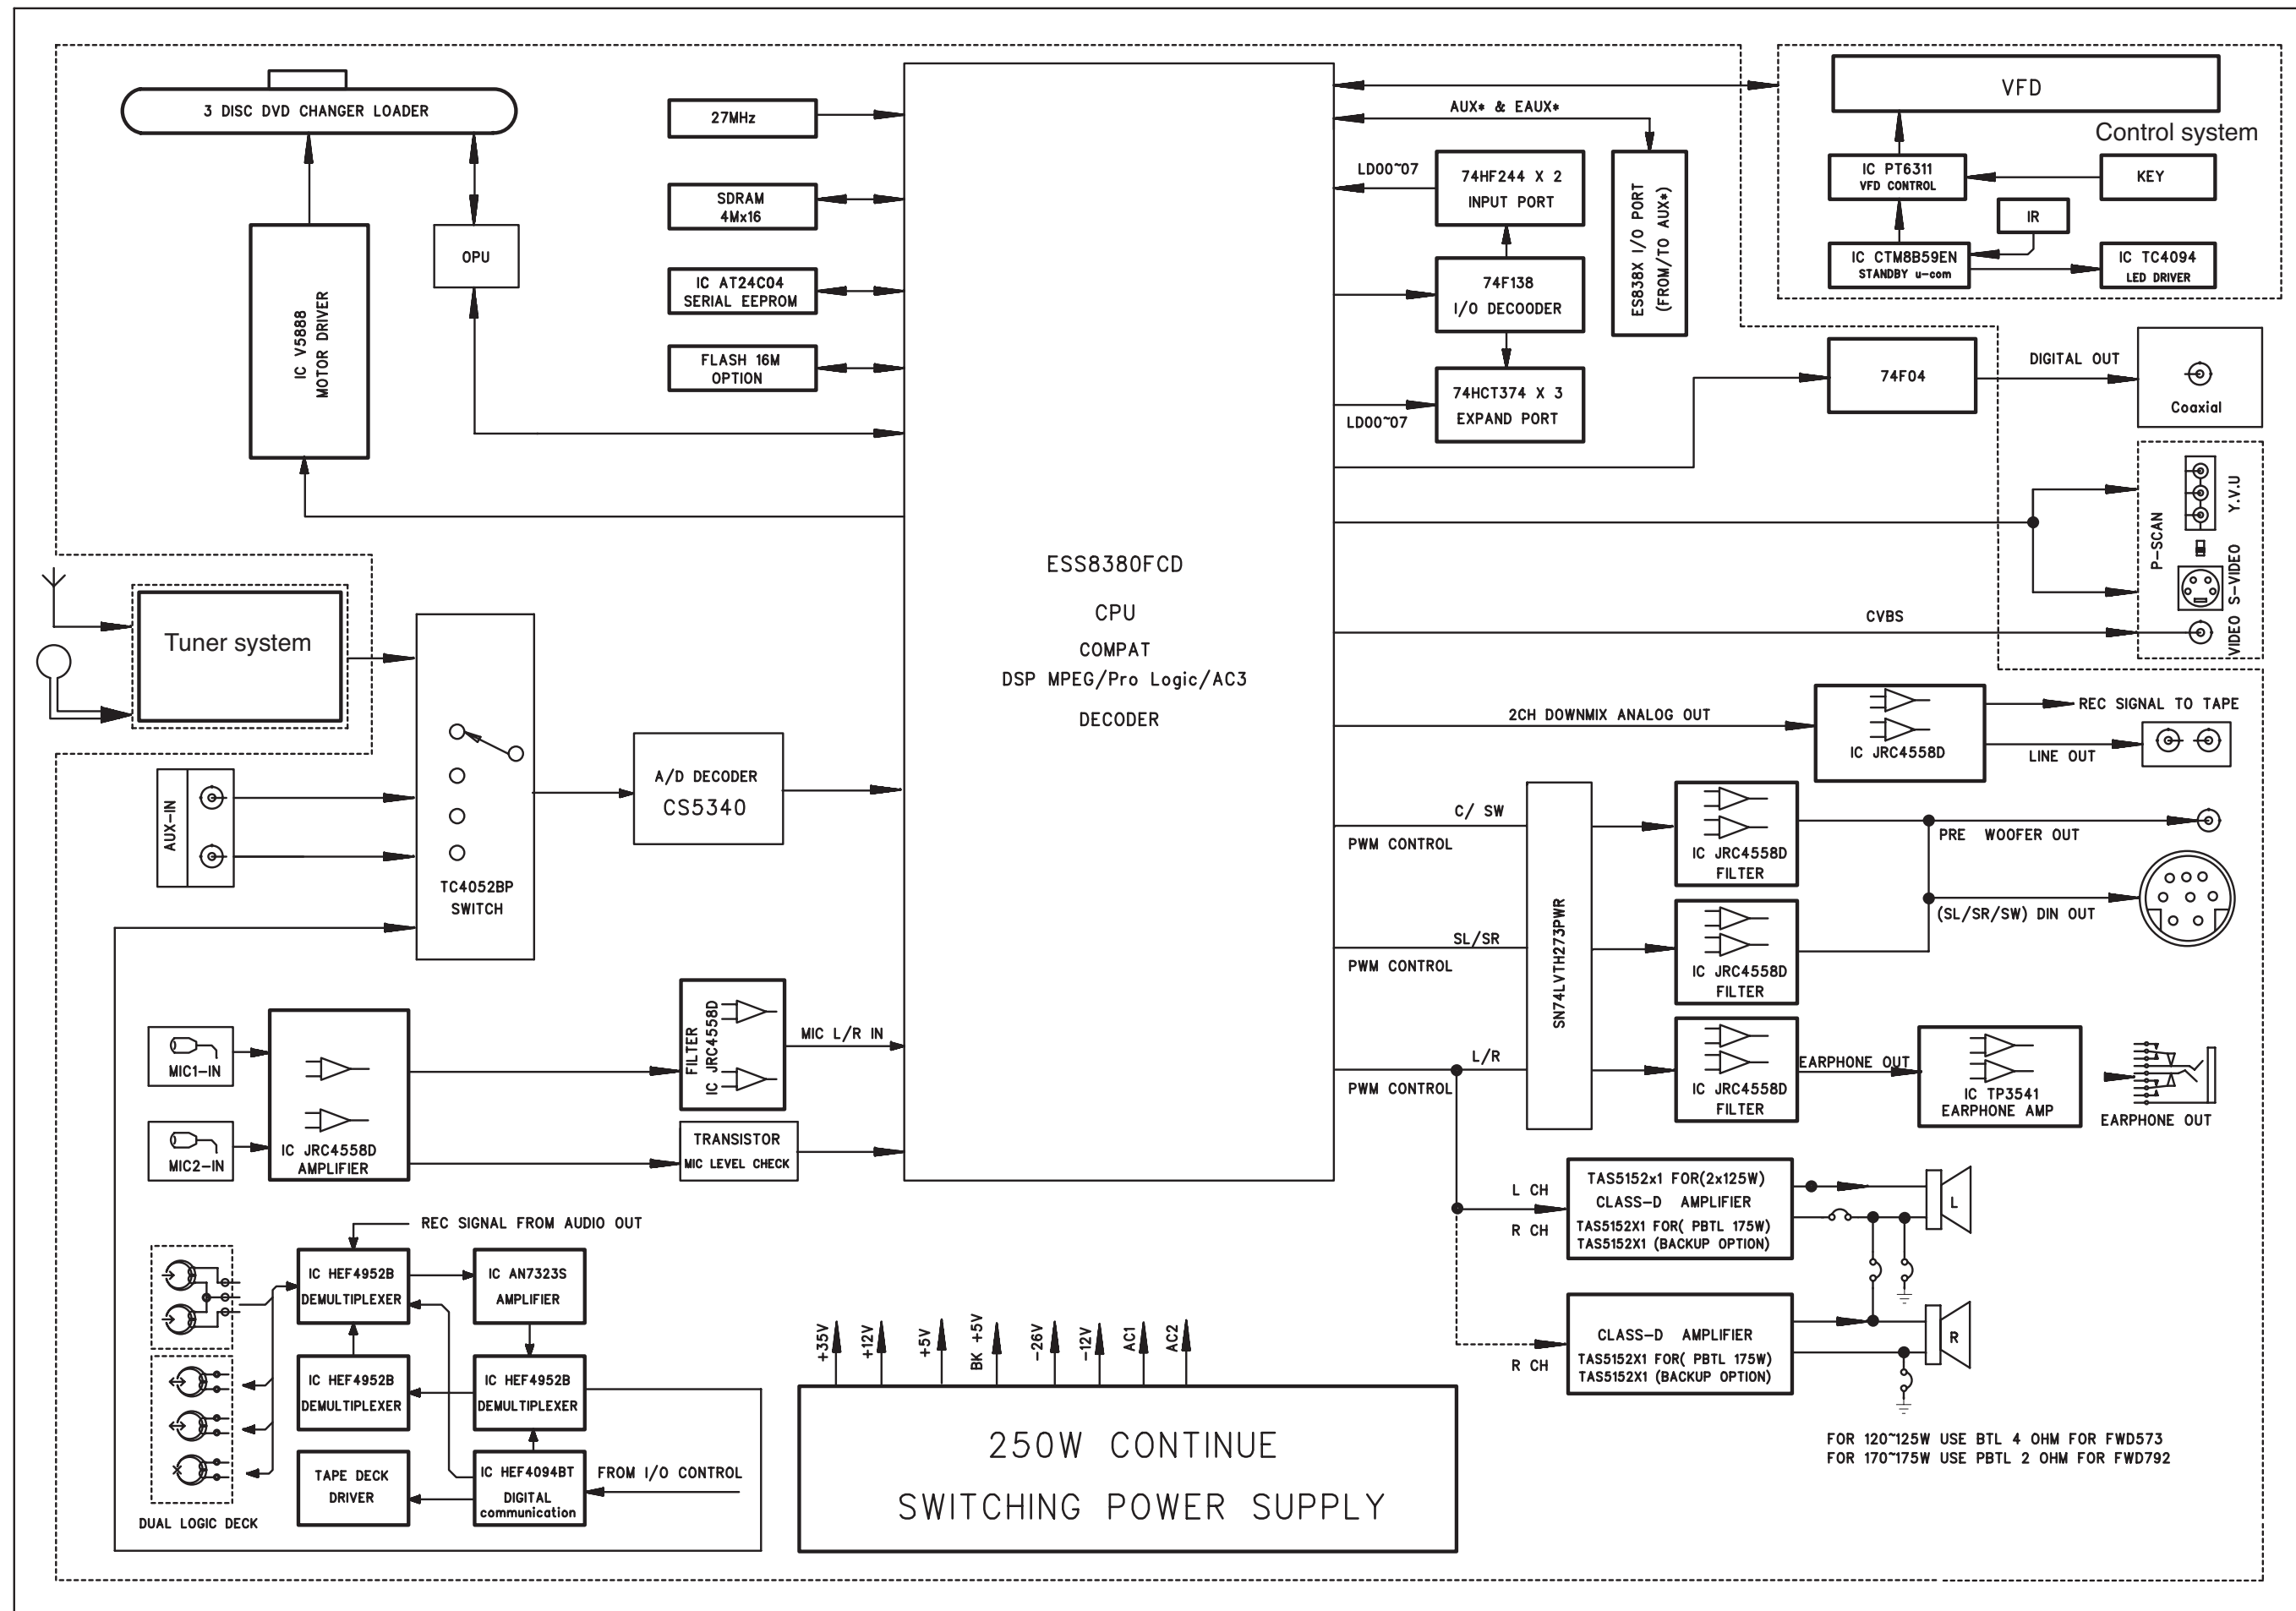 3 DISC DVD CHANGER LOADER
IC V5888
MOTOR DRIVER
OPU
27MHz
SDRAM
4Mx16
IC AT24C04
SERIAL EEPROM
FLASH 16M
OPTION
ESS8380FCD
CPU
COMPAT
DSP MPEG/Pro Logic/AC3
DECODER
AUX* & EAUX*
LD00~07
74HF244 X 2
INPUT PORT
74F138
I/O DECOODER
74HCT374 X 3
EXPAND PORT
LD00~07
ES838X I/O PORT
(FROM/TO AUX*)
VFD
Control system
IC PT6311
VFD CONTROL
KEY
IR
IC CTM8B59EN
STANDBY u-com
IC TC4094
LED DRIVER
74F04
DIGITAL OUT
Coaxial
P-SCAN
Y.V.U
S-VIDEO
VIDEO
CVBS
Tuner system
AUX-IN
TC4052BP
SWITCH
A/D DECODER
CS5340
2CH DOWNMIX ANALOG OUT
IC JRC4558D
REC SIGNAL TO TAPE
LINE OUT
C/ SW
PWM CONTROL
SL/SR
PWM CONTROL
L/R
PWM CONTROL
SN74LVTH273PWR
IC JRC4558D
FILTER
IC JRC4558D
FILTER
IC JRC4558D
FILTER
PRE WOOFER OUT
(SL/SR/SW) DIN OUT
EARPHONE OUT
IC TP3541
EARPHONE AMP
EARPHONE OUT
MIC1-IN
MIC2-IN
IC JRC4558D
AMPLIFIER
FILTER
IC JRC4558D
MIC L/R IN
TRANSISTOR
MIC LEVEL CHECK
L CH
R CH
TAS5152x1 FOR(2x125W)
CLASS-D AMPLIFIER
TAS5152X1 FOR( PBTL 175W)
TAS5152X1 (BACKUP OPTION)
L
R CH
CLASS-D AMPLIFIER
TAS5152X1 FOR( PBTL 175W)
TAS5152X1 (BACKUP OPTION)
R
FOR 120~125W USE BTL 4 OHM FOR FWD573
FOR 170~175W USE PBTL 2 OHM FOR FWD792
REC SIGNAL FROM AUDIO OUT
IC HEF4952B
DEMULTIPLEXER
IC AN7323S
AMPLIFIER
IC HEF4952B
DEMULTIPLEXER
IC HEF4952B
DEMULTIPLEXER
TAPE DECK
DRIVER
IC HEF4094BT
DIGITAL
communication
FROM I/O CONTROL
DUAL LOGIC DECK
+35V
+12V
+5V
BK +5V
-26V
-12V
AC1
AC2
250W CONTINUE
SWITCHING POWER SUPPLY